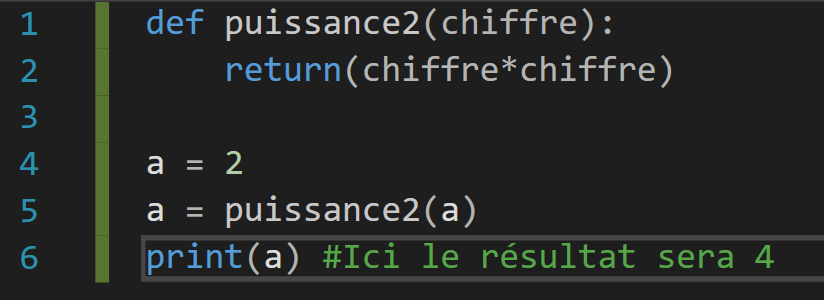 1 def puissance2(chiffre):
2     return(chiffre*chiffre)
3
4 a = 2
5 a = puissance2(a)
6 print(a) #Ici le résultat sera 4